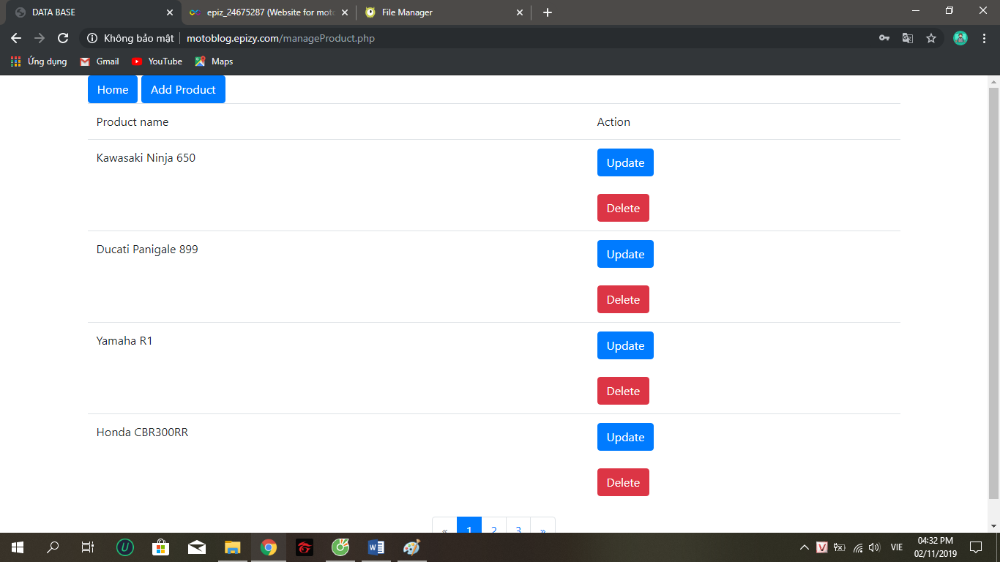 DATA BASE
epiz_24675287 (Website for moto
File Manager
Không bảo mật
motoblog.epizy.com/manageProduct.php
Ứng dụng
Gmail
YouTube
Maps
Home
Add Product
Product name
Action
Kawasaki Ninja 650
Update
Delete
Ducati Panigale 899
Update
Delete
Yamaha R1
Update
Delete
Honda CBR300RR
Update
Delete
« 1 2 3 »
VIE
04:32 PM
02/11/2019